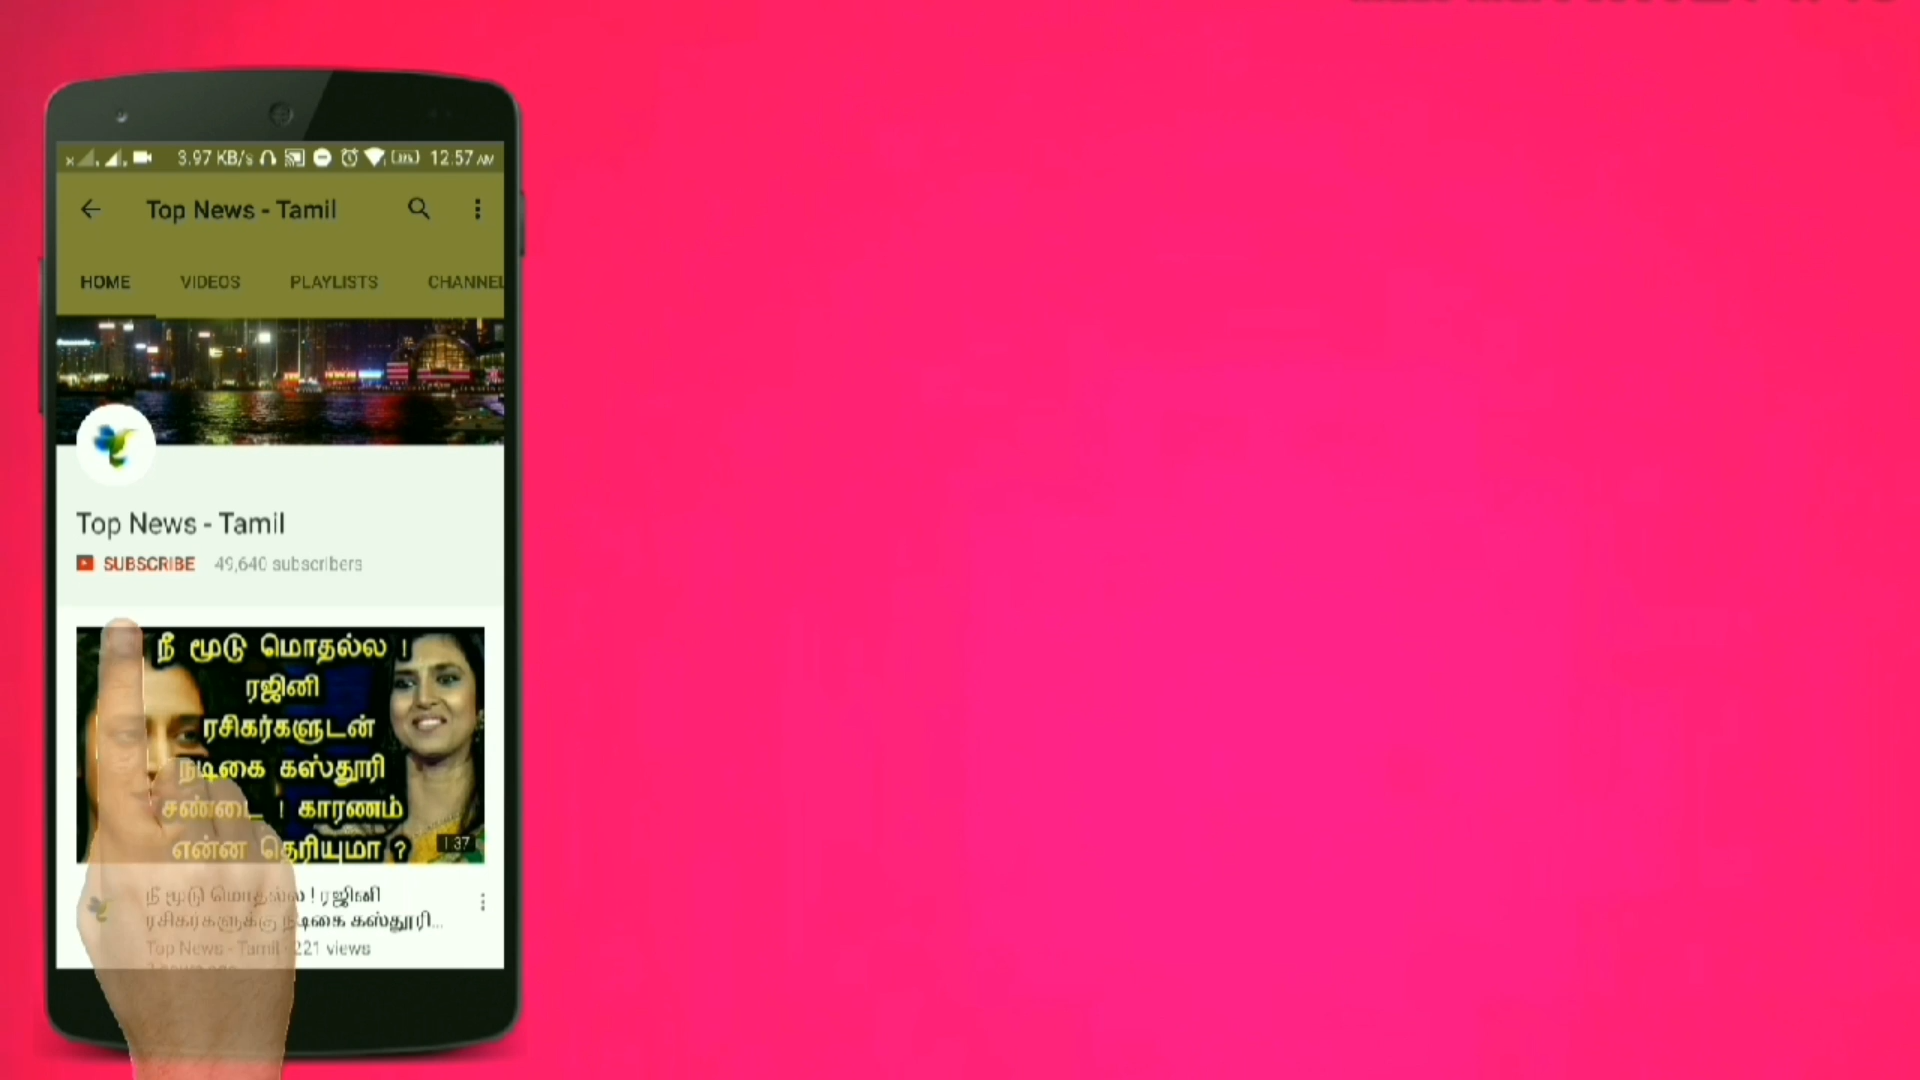 3.97 KB/s
12.57 AM
Top News - Tamil
HOME VIDEOS PLAYLISTS CHANNEL
Top News - Tamil
SUBSCRIBE 49,640 subscribers
நீ மூடு மொதல்ல !
ரஜினி
ரசிகர்களுடன்
நடிகை கஸ்தூரி
சண்டை ! காரணம்
என்ன தெரியுமா ?
1:37
நீ மூடு மொதல்ல ! ரஜினி
ரசிகர்களுக்கு நடிகை கஸ்தூரி...
Top News - Tamil · 221 views